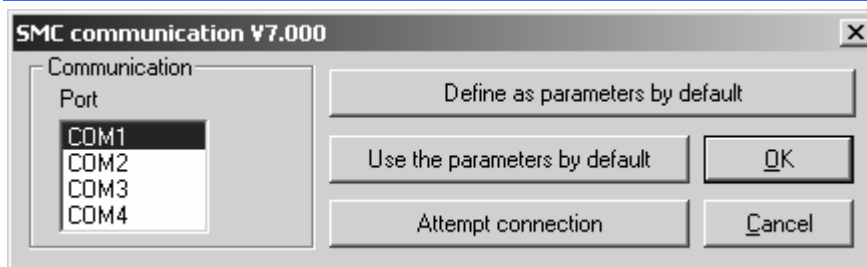 SMC communication V7.000
Communication
Port
COM1
COM2
COM3
COM4
Define as parameters by default
Use the parameters by default
OK
Attempt connection
Cancel